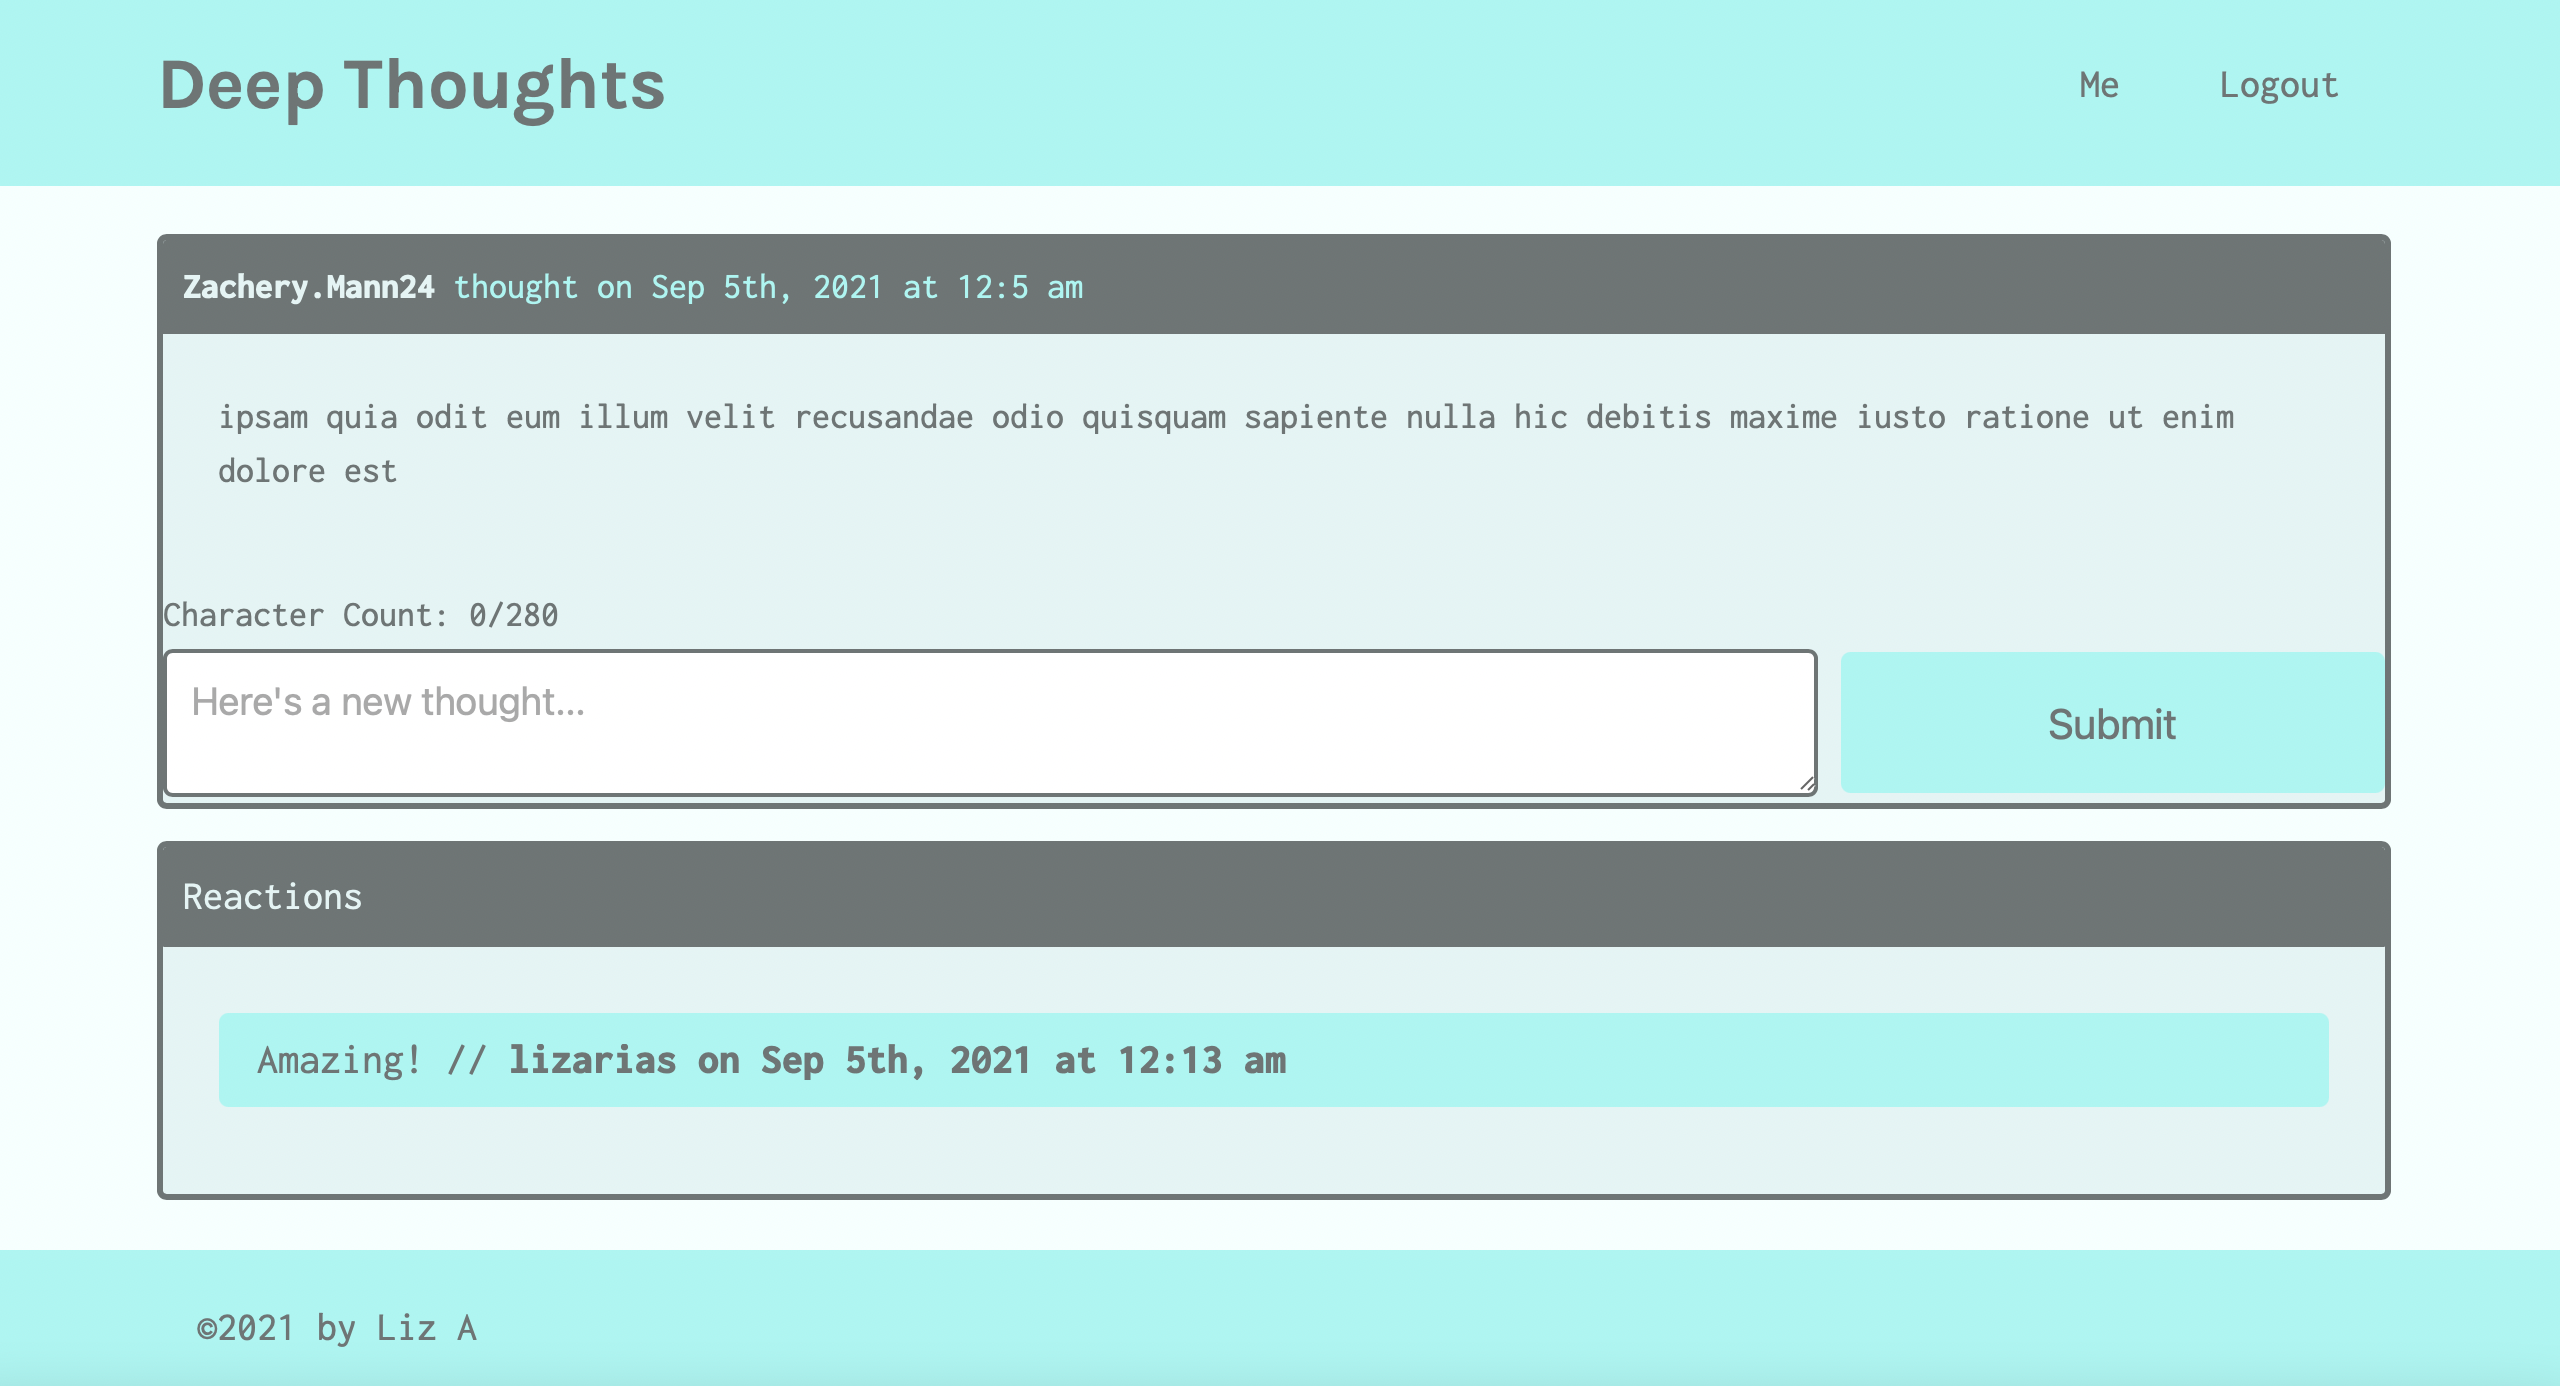 Deep Thoughts
Me
Logout
Zachery.Mann24 thought on Sep 5th, 2021 at 12:5 am
ipsam quia odit eum illum velit recusandae odio quisquam sapiente nulla hic debitis maxime iusto ratione ut enim
dolore est
Character Count: 0/280
Here's a new thought...
Submit
Reactions
Amazing! // lizarias on Sep 5th, 2021 at 12:13 am
©2021 by Liz A